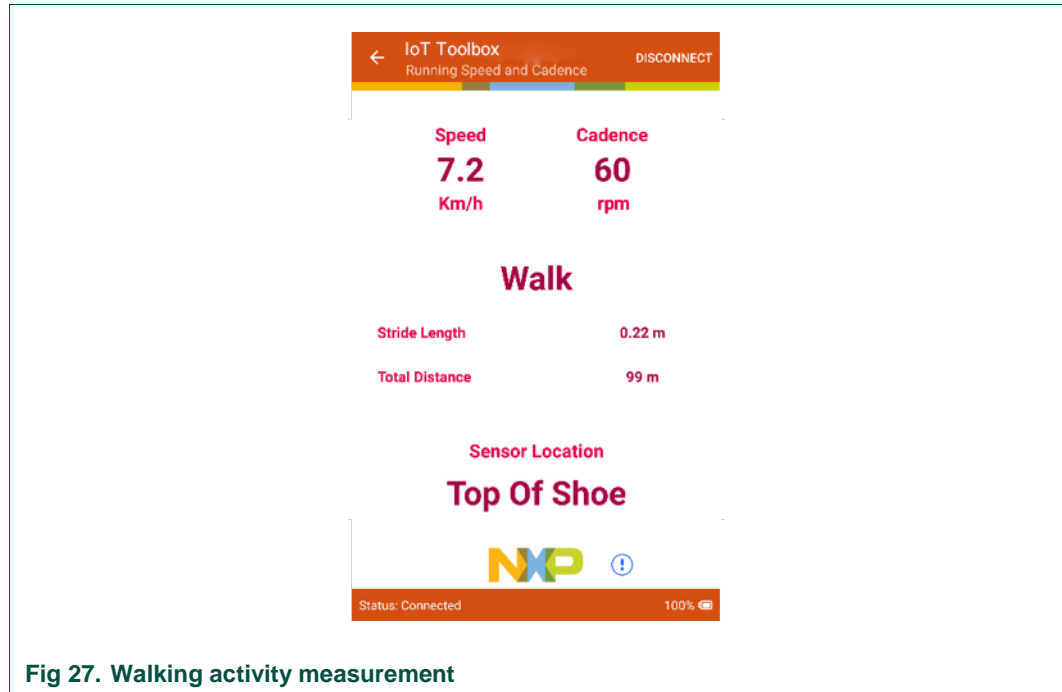 IoT Toolbox
Running Speed and Cadence
DISCONNECT
Speed
Cadence
7.2
60
Km/h
rpm
Walk
Stride Length
0.22 m
Total Distance
99 m
Sensor Location
Top Of Shoe
NXP
Status: Connected
100%
Fig 27. Walking activity measurement